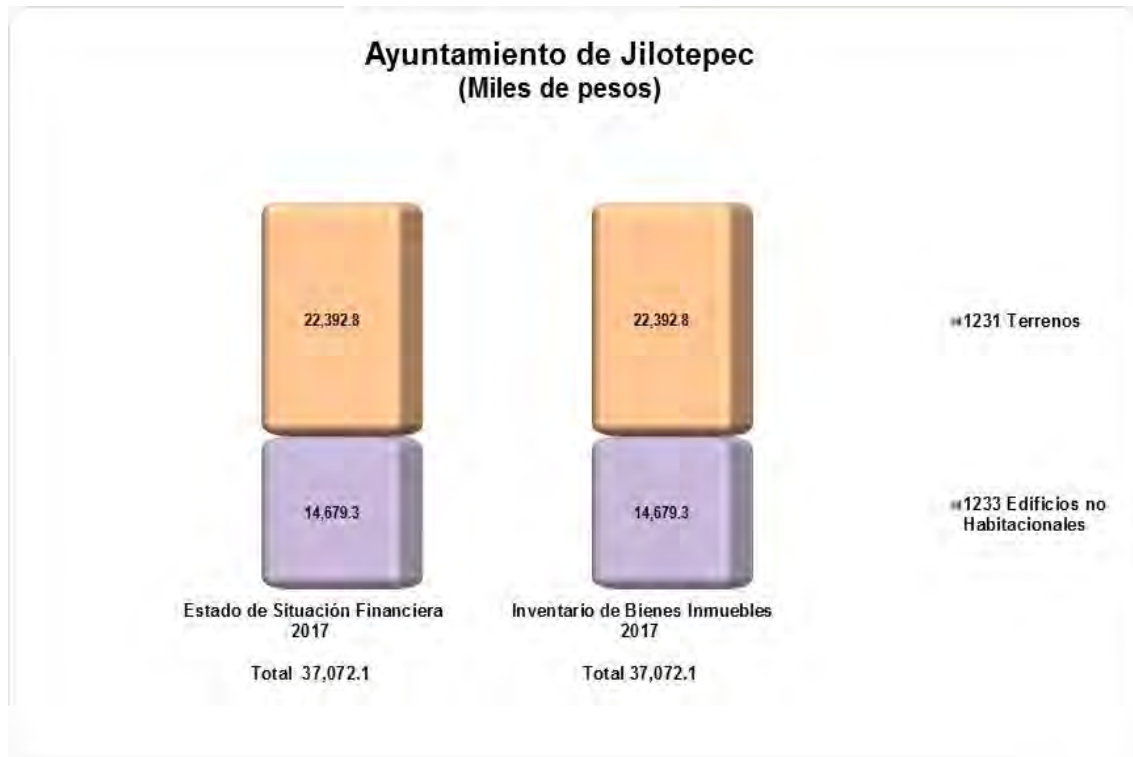 Ayuntamiento de Jilotepec
(Miles de pesos)
22,392.8
22,392.8
1231 Terrenos
14,679.3
14,679.3
1233 Edificios no
Habitacionales
Estado de Situación Financiera
2017
Total 37,072.1
Inventario de Bienes Inmuebles
2017
Total 37,072.1